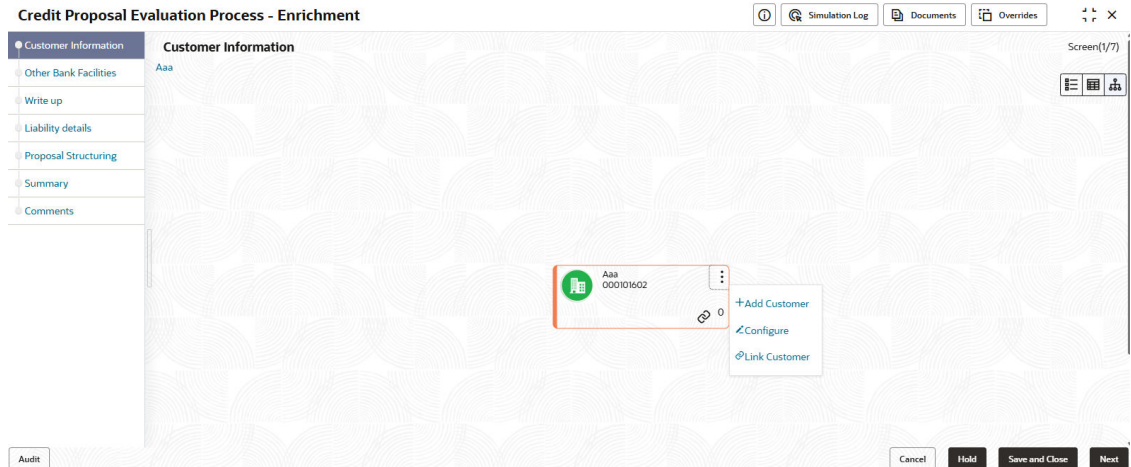 Credit Proposal Evaluation Process - Enrichment
Simulation Log
Documents
Overrides
Customer Information
Other Bank Facilities
Write up
Liability details
Proposal Structuring
Summary
Comments
Customer Information
Screen(1/7)
Aaa
Aaa
000101602
0
Add Customer
Configure
Link Customer
Audit
Cancel
Hold
Save and Close
Next